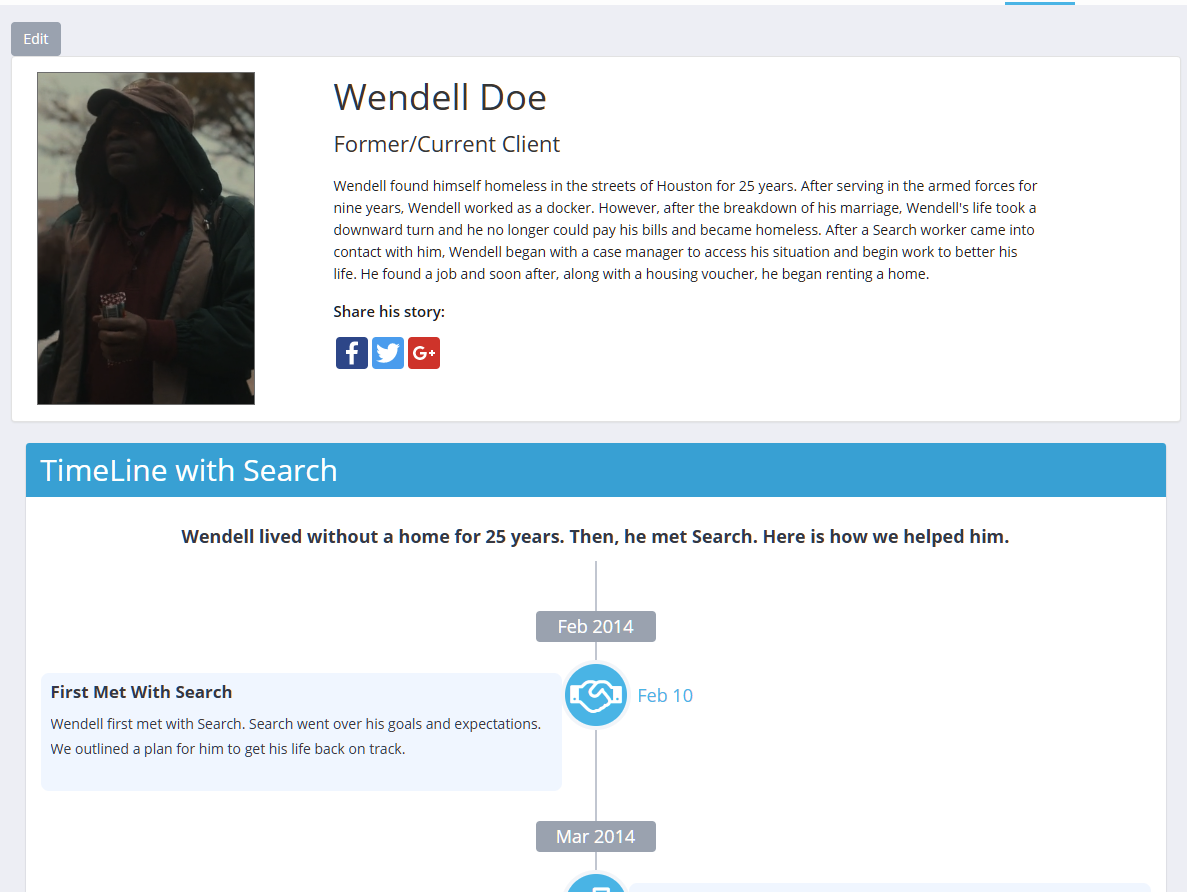 Edit
Wendell Doe
Former/Current Client
Wendell found himself homeless in the streets of Houston for 25 years. After serving in the armed forces for
nine years, Wendell worked as a docker. However, after the breakdown of his marriage, Wendell's life took a
downward turn and he no longer could pay his bills and became homeless. After a Search worker came into
contact with him, Wendell began with a case manager to access his situation and begin work to better his
life. He found a job and soon after, along with a housing voucher, he began renting a home.
Share his story:
f G+
TimeLine with Search
Wendell lived without a home for 25 years. Then, he met Search. Here is how we helped him.
Feb 2014
First Met With Search
Feb 10
Wendell first met with Search. Search went over his goals and expectations.
We outlined a plan for him to get his life back on track.
Mar 2014